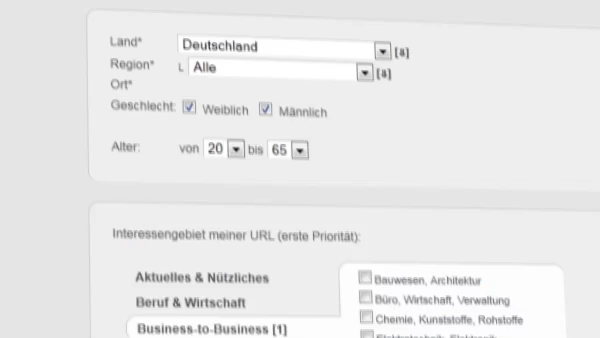 Land* Deutschland [a]
Region* Alle [a]
Ort*
Geschlecht: Weiblich Männlich
Alter: von 20 bis 65
Interessengebiet meiner URL (erste Priorität):
Aktuelles & Nützliches
Bauwesen, Architektur
Beruf & Wirtschaft
Büro, Wirtschaft, Verwaltung
Business-to-Business [1]
Chemie, Kunststoffe, Rohstoffe